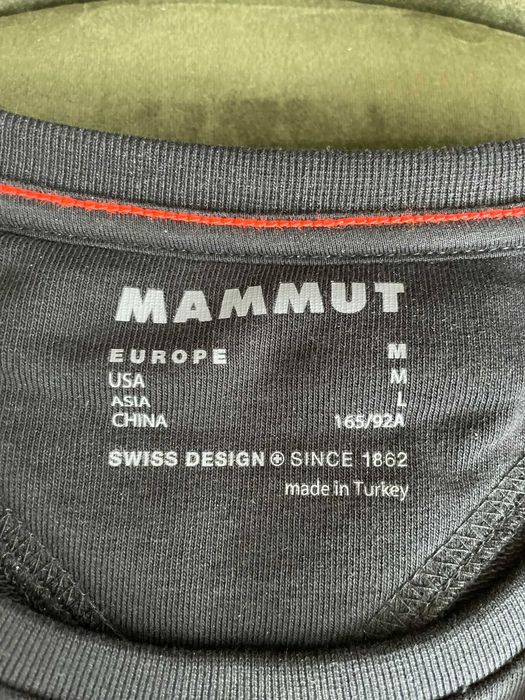 MAMMUT
EUROPE M
USA M
ASIA L
CHINA 165/92A
SWISS DESIGN ⊕ SINCE 1862
made in Turkey